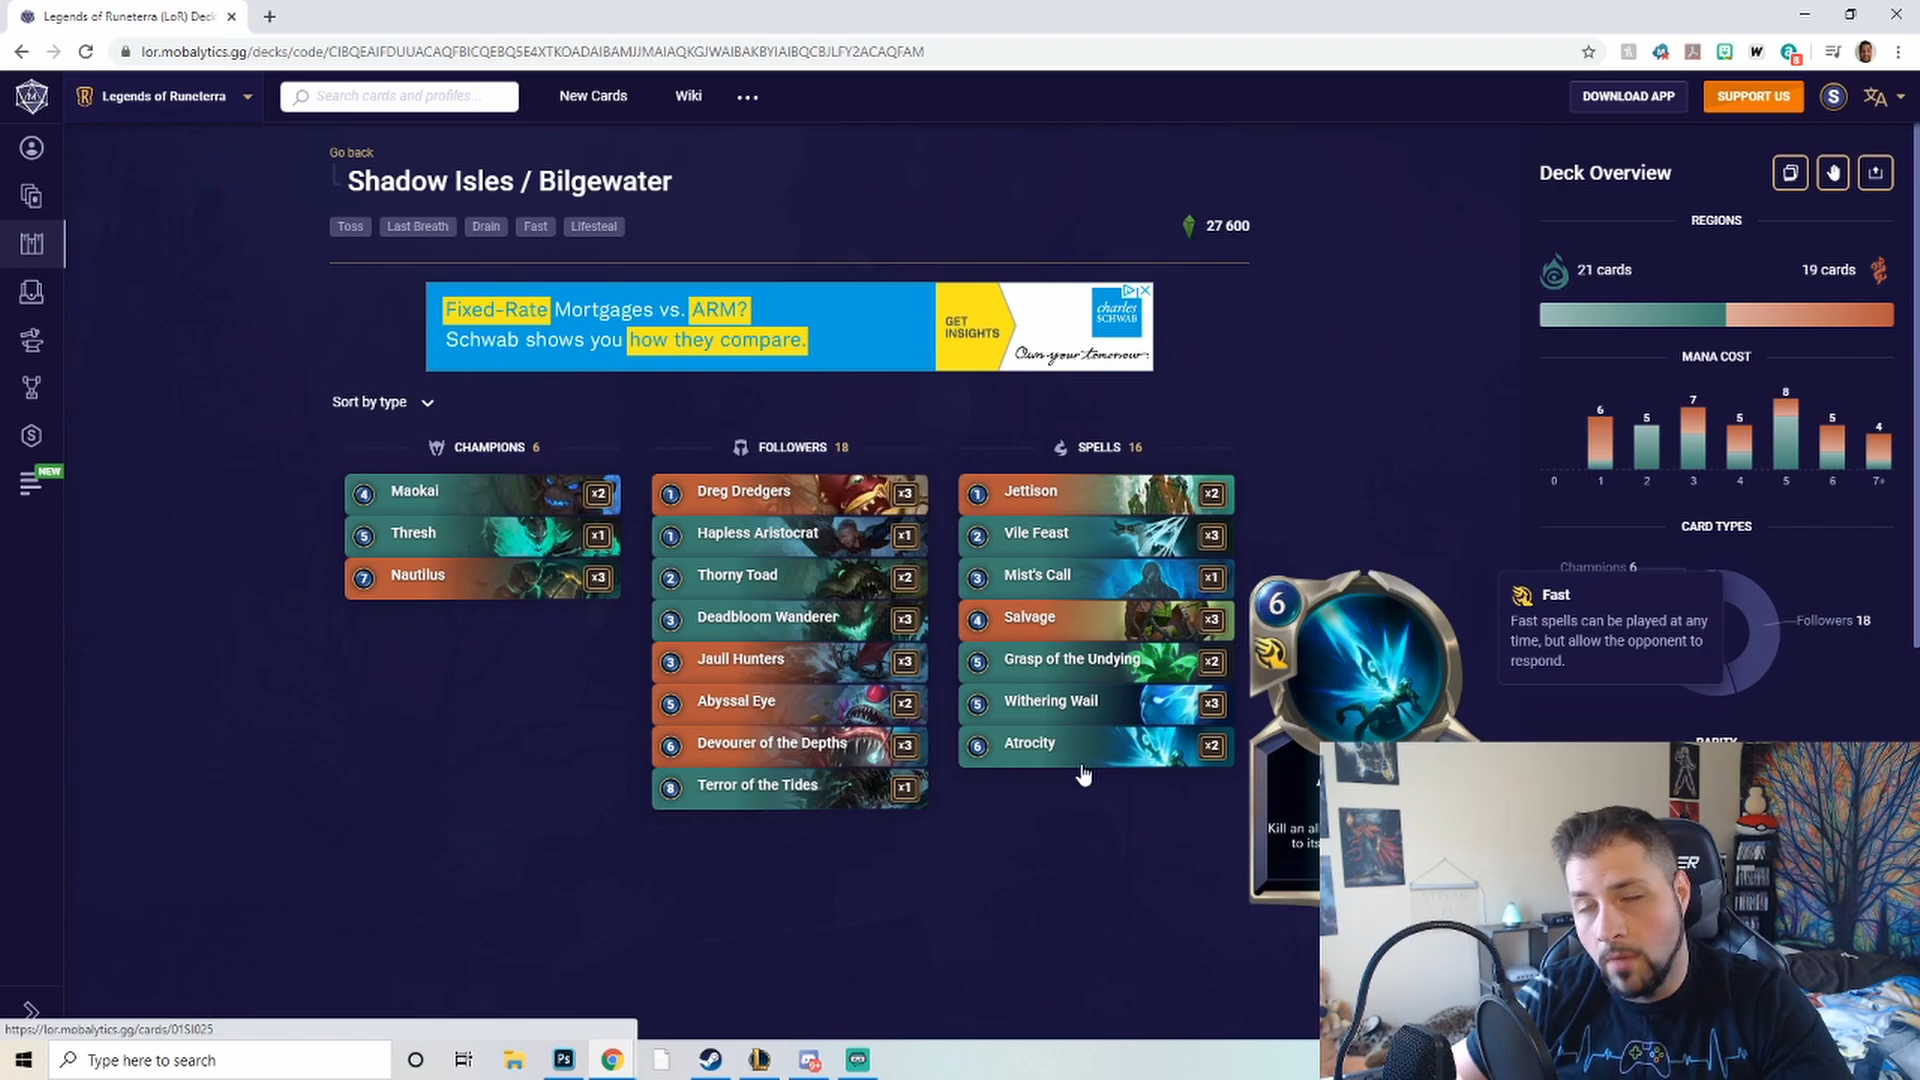 Legends of Runeterra (LoR) Deck
lor.mobalytics.gg/decks/code/CIBQEAIFDUUACAQFBICQEBQ5E4XTKOADAIBAMJJMAIAQKGJWAIBAKBYIAIBQCBJLFY2ACAQFAM
Legends of Runeterra
Search cards and profiles...
New Cards
Wiki
DOWNLOAD APP
SUPPORT US
S
Go back
Shadow Isles / Bilgewater
Toss
Last Breath
Drain
Fast
Lifesteal
27 600
Fixed-Rate Mortgages vs. ARM?
Schwab shows you how they compare.
GET
INSIGHTS
charles
SCHWAB
Own your tomorrow.
Sort by type
CHAMPIONS 6
4 Maokai x2
5 Thresh x1
7 Nautilus x3
FOLLOWERS 18
1 Dreg Dredgers x3
1 Hapless Aristocrat x1
2 Thorny Toad x2
3 Deadbloom Wanderer x3
3 Jaull Hunters x3
5 Abyssal Eye x2
6 Devourer of the Depths x3
8 Terror of the Tides x1
SPELLS 16
1 Jettison x2
2 Vile Feast x3
3 Mist's Call x1
4 Salvage x3
5 Grasp of the Undying x2
5 Withering Wail x3
6 Atrocity x2
6
Kill an al
to its
Deck Overview
REGIONS
21 cards
19 cards
MANA COST
6 5 7 5 8 5 4
0 1 2 3 4 5 6 7+
CARD TYPES
Champions 6
Followers 18
Fast
Fast spells can be played at any
time, but allow the opponent to
respond.
RARITY
NEW
https://lor.mobalytics.gg/cards/01SI025
Type here to search
Ps